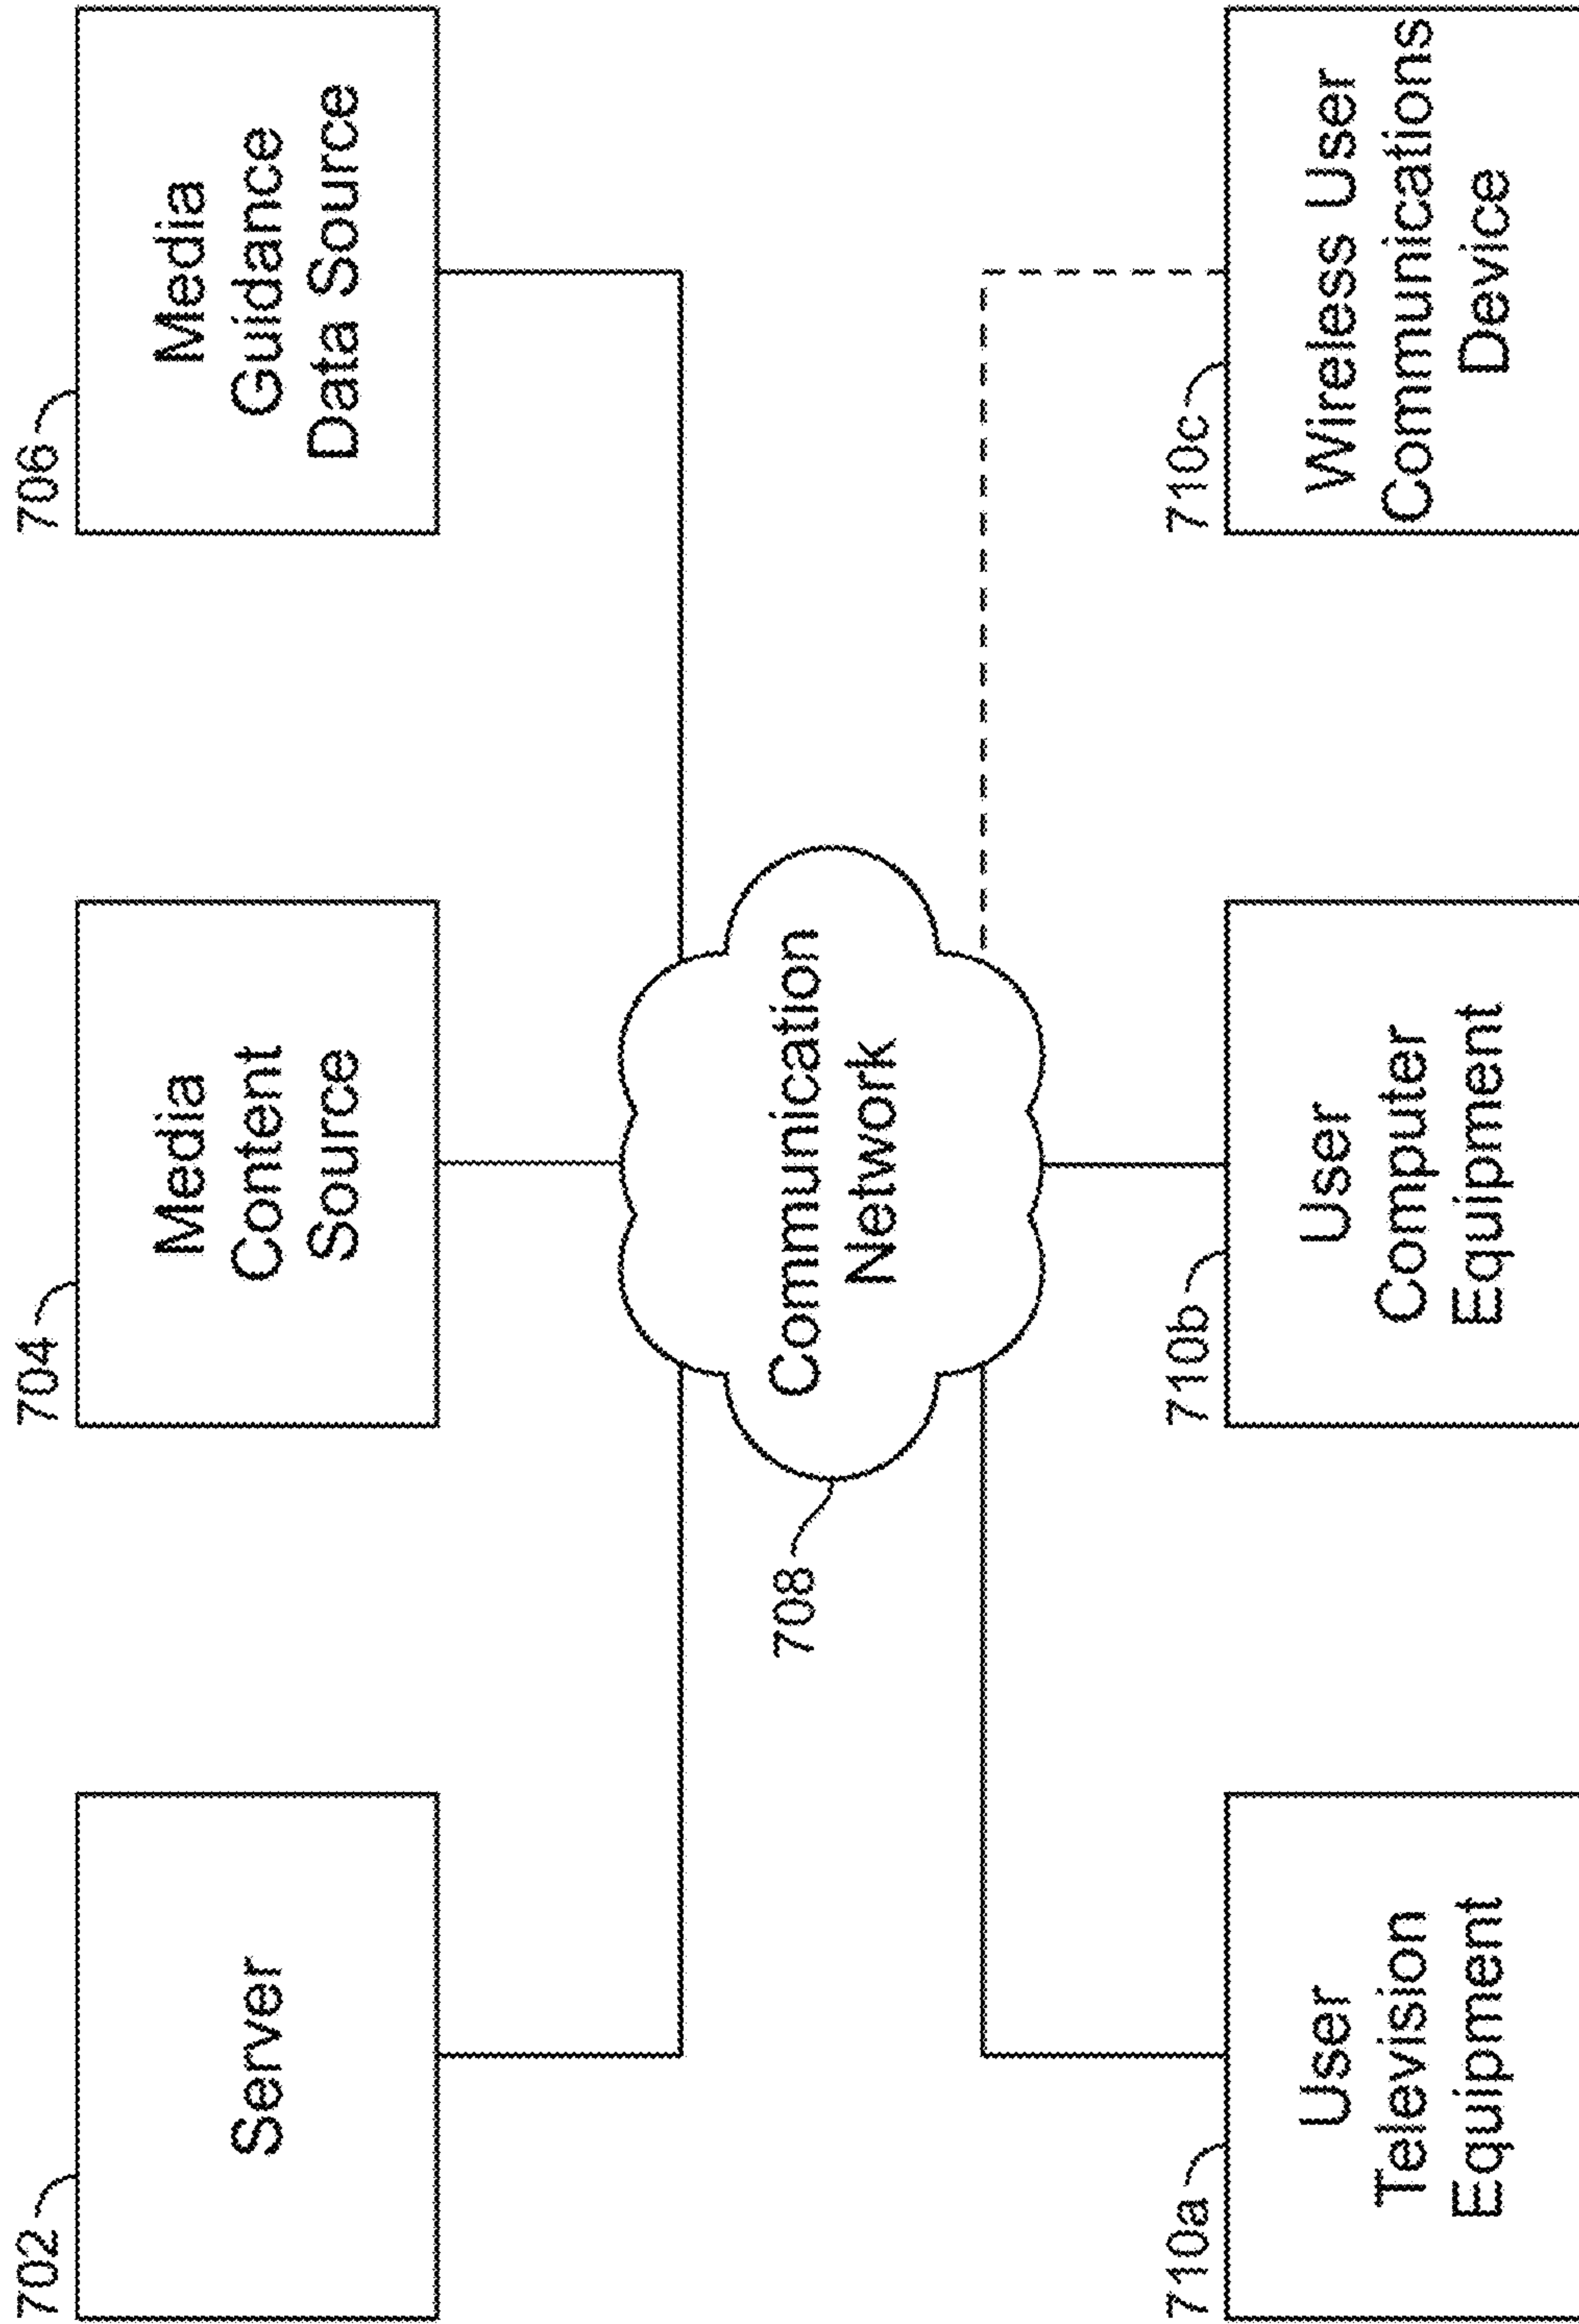 702
Server
704
Media
Content
Source
706
Media
Guidance
Data Source
708
Communication
Network
710a
User
Television
Equipment
710b
User
Computer
Equipment
710c
Wireless User
Communications
Device